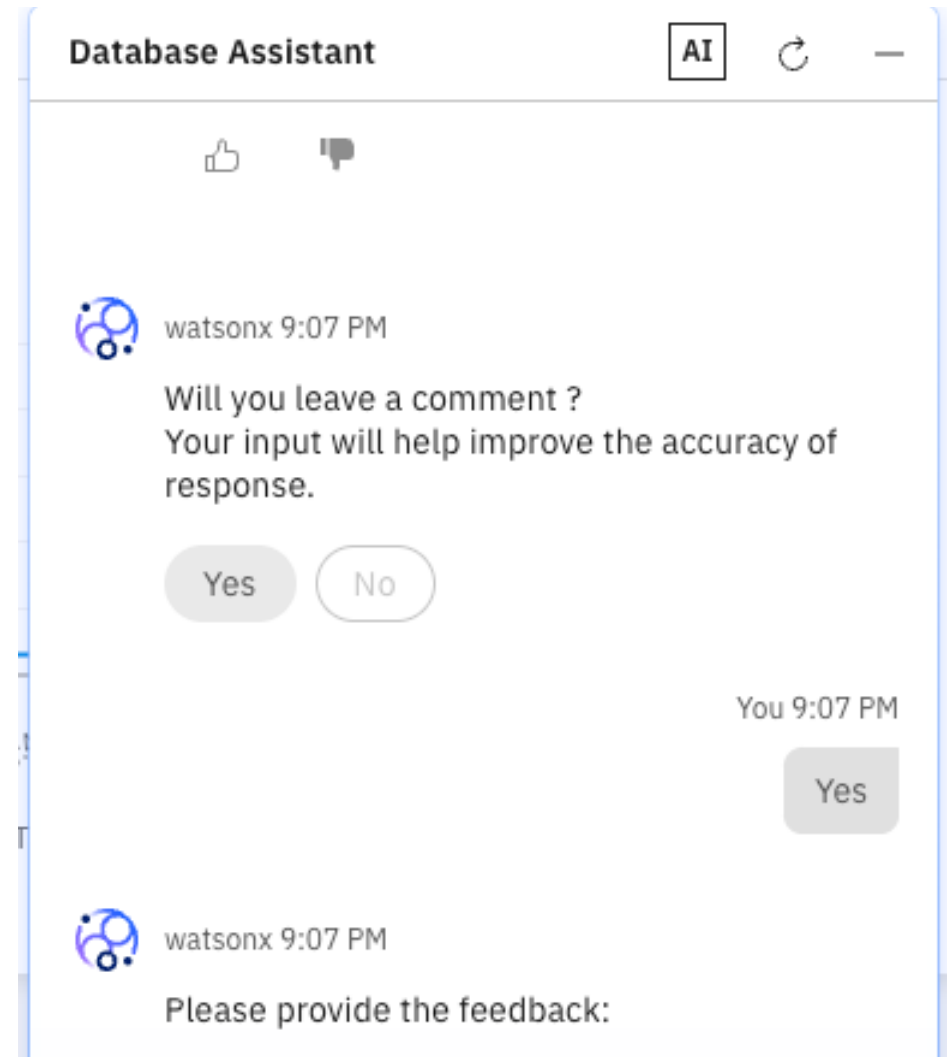 Database Assistant
AI
watsonx 9:07 PM
Will you leave a comment ?
Your input will help improve the accuracy of
response.
Yes
No
You 9:07 PM
Yes
watsonx 9:07 PM
Please provide the feedback: